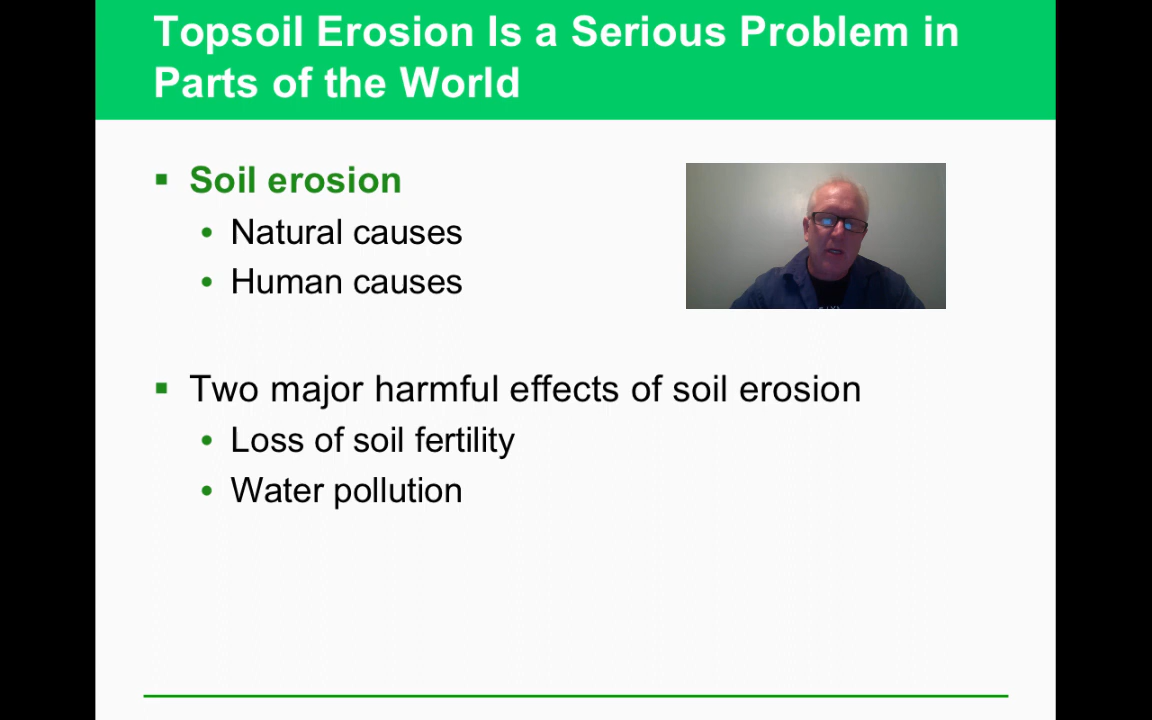 Topsoil Erosion Is a Serious Problem in
Parts of the World
▪ Soil erosion
• Natural causes
• Human causes
▪ Two major harmful effects of soil erosion
• Loss of soil fertility
• Water pollution